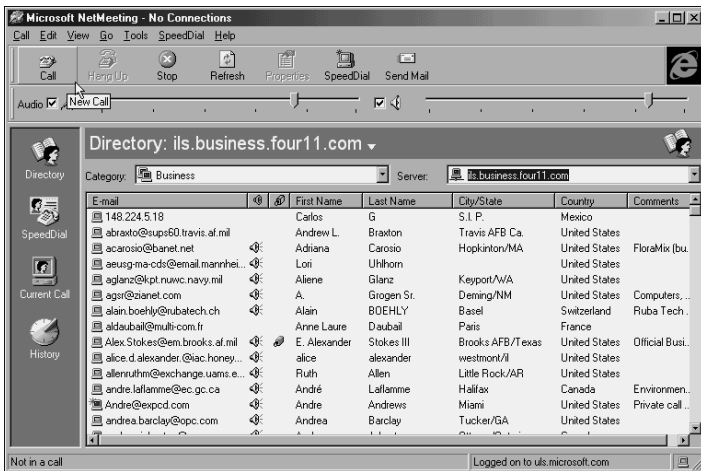 Microsoft NetMeeting - No Connections
Call Edit View Go Tools SpeedDial Help
Call Hang Up Stop Refresh Properties SpeedDial Send Mail
Audio
New Call
Directory: ils.business.four11.com
Directory
Category: Business Server: ils.business.four11.com
E-mail First Name Last Name City/State Country Comments
148.224.5.18 Carlos G S.l. P. Mexico
abraxto@sups60.travis.af.mil Andrew L. Braxton Travis AFB Ca. United States
SpeedDial
acarosio@banet.net Adriana Carosio Hopkinton/MA United States FloraMix (bu.
aeusg-ma-cds@email.mannhei... Lori Uhlhorn United States
aglanz@kpt.nuwc.navy.mil Aliene Glanz Keyport/WA United States
Current Call
agsr@zianet.com A. Grogen Sr. Deming/NM United States Computers, ..
alain.boehly@rubatech.ch Alain BOEHLY Basel Switzerland Ruba Tech .
aldaubail@multi-com.fr Anne Laure Daubail Paris France
Alex.Stokes@em.brooks.af.mil E. Alexander Stokes III Brooks AFB/Texas United States Official Busi..
History
alice.d.alexander.@iac.honey... alice alexander westmont/il United States
allenruthm@exchange.uams.e... Ruth Allen Little Rock/AR United States
andre.laflamme@ec.gc.ca André Laflamme Halifax Canada Environmen..
Andre@expcd.com Andre Andrews Miami United States Private call ..
andrea.barclay@opc.com Andrea Barclay Tucker/GA United States
Not in a call Logged on to uls.microsoft.com